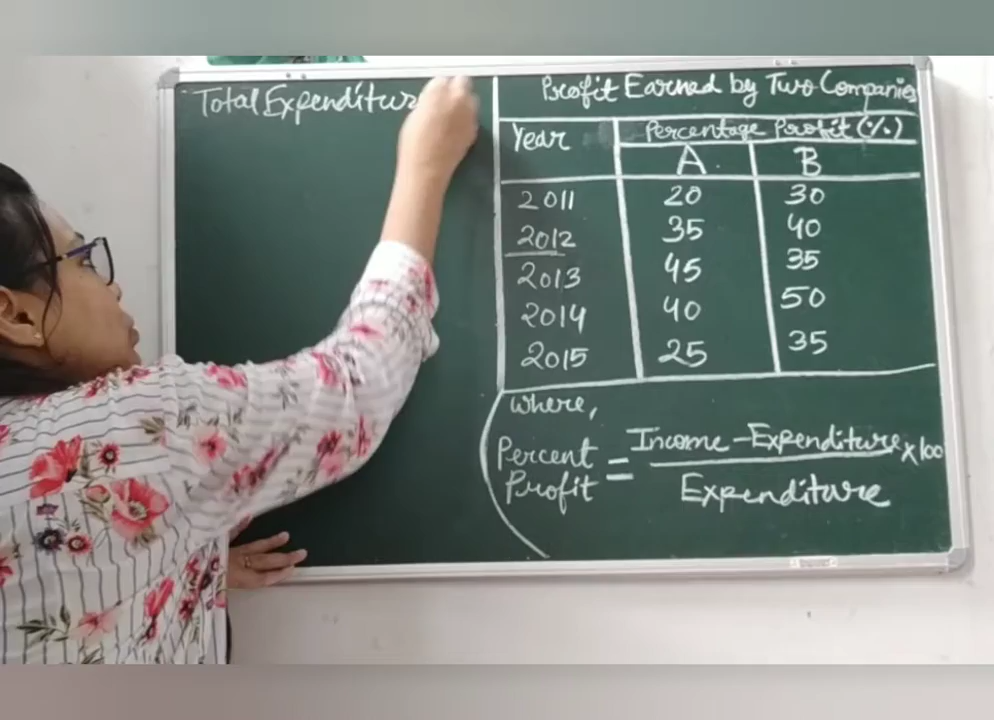 Total Expenditur
Profit Earned by Two Companies
Year Percentage Profit (%)
A B
2011 20 30
2012 35 40
2013 45 35
2014 40 50
2015 25 35
where,
Percent Profit = Income - Expenditure × 100
Expenditure